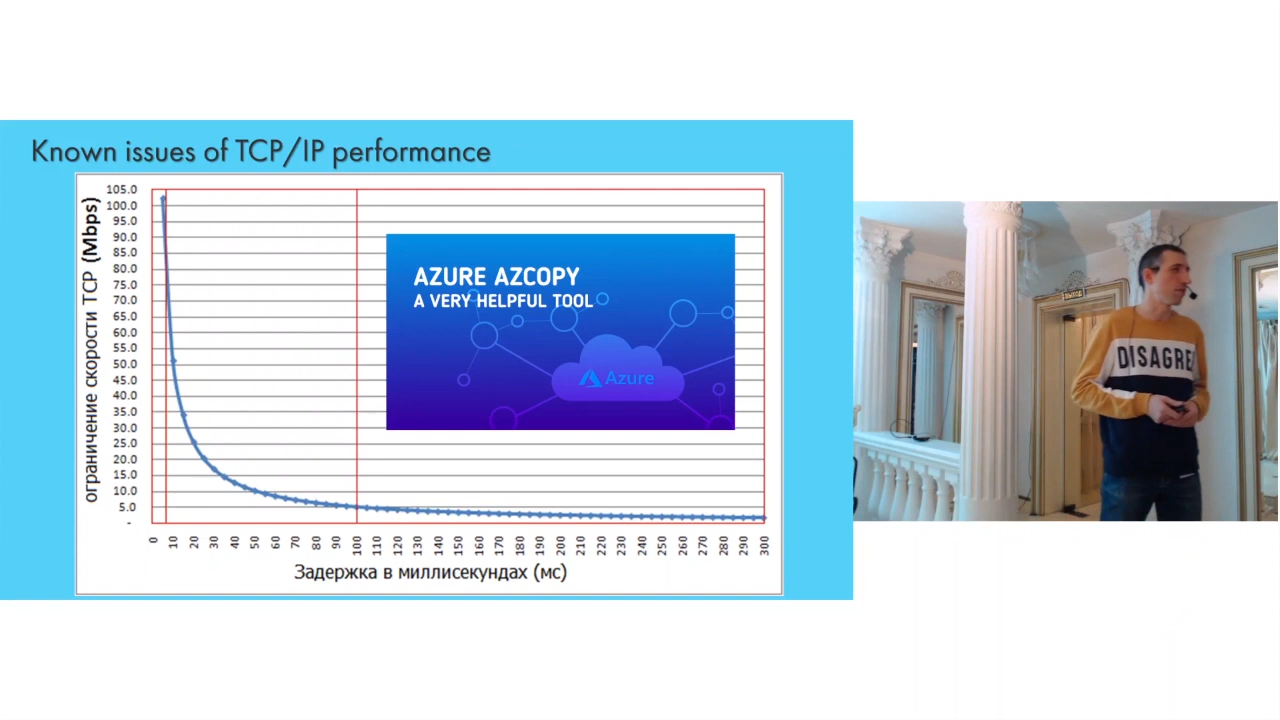 Known issues of TCP/IP performance
ограничение скорости TCP (Mbps)
105.0
100.0
95.0
90.0
85.0
80.0
75.0
70.0
65.0
60.0
55.0
50.0
45.0
40.0
35.0
30.0
25.0
20.0
15.0
10.0
5.0
-
AZURE AZCOPY
A VERY HELPFUL TOOL
Azure
0 10 20 30 40 50 60 70 80 90 100 110 120 130 140 150 160 170 180 190 200 210 220 230 240 250 260 270 280 290 300
Задержка в миллисекундах (мс)
ВЫХОД
DISAGRE